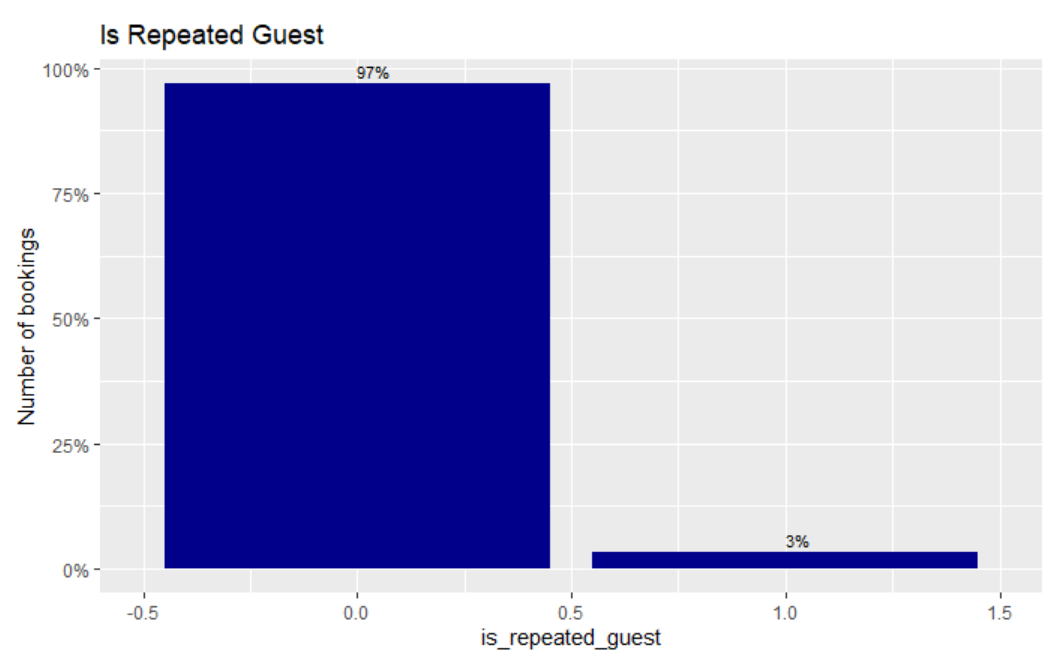 Is Repeated Guest
100%
97%
75%
Number of bookings
50%
25%
3%
0%
-0.5 0.0 0.5 1.0 1.5
is_repeated_guest